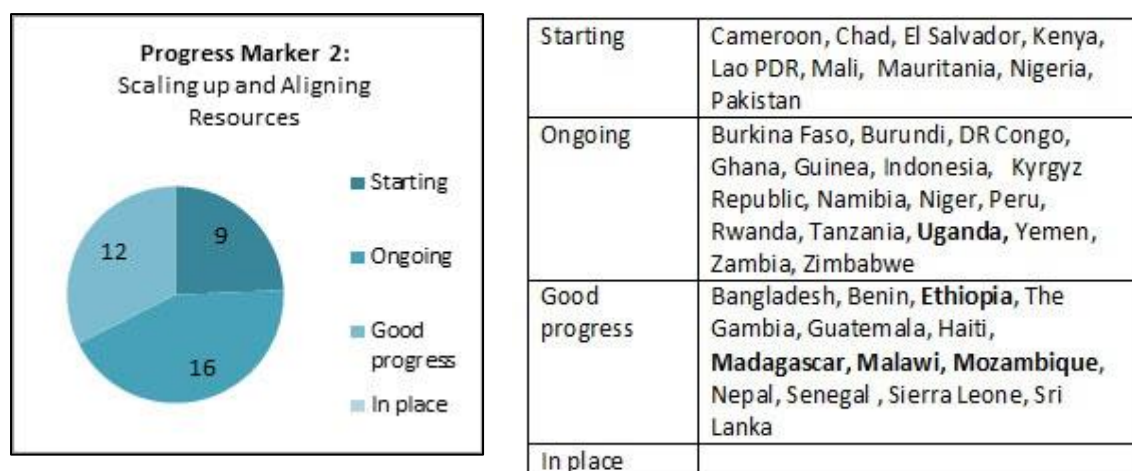 Progress Marker 2:
Scaling up and Aligning
Resources
Starting
Ongoing
Good
progress
In place
9
12
16
Starting
Cameroon, Chad, El Salvador, Kenya,
Lao PDR, Mali, Mauritania, Nigeria,
Pakistan
Ongoing
Burkina Faso, Burundi, DR Congo,
Ghana, Guinea, Indonesia, Kyrgyz
Republic, Namibia, Niger, Peru,
Rwanda, Tanzania, Uganda, Yemen,
Zambia, Zimbabwe
Good
progress
Bangladesh, Benin, Ethiopia, The
Gambia, Guatemala, Haiti,
Madagascar, Malawi, Mozambique,
Nepal, Senegal , Sierra Leone, Sri
Lanka
In place